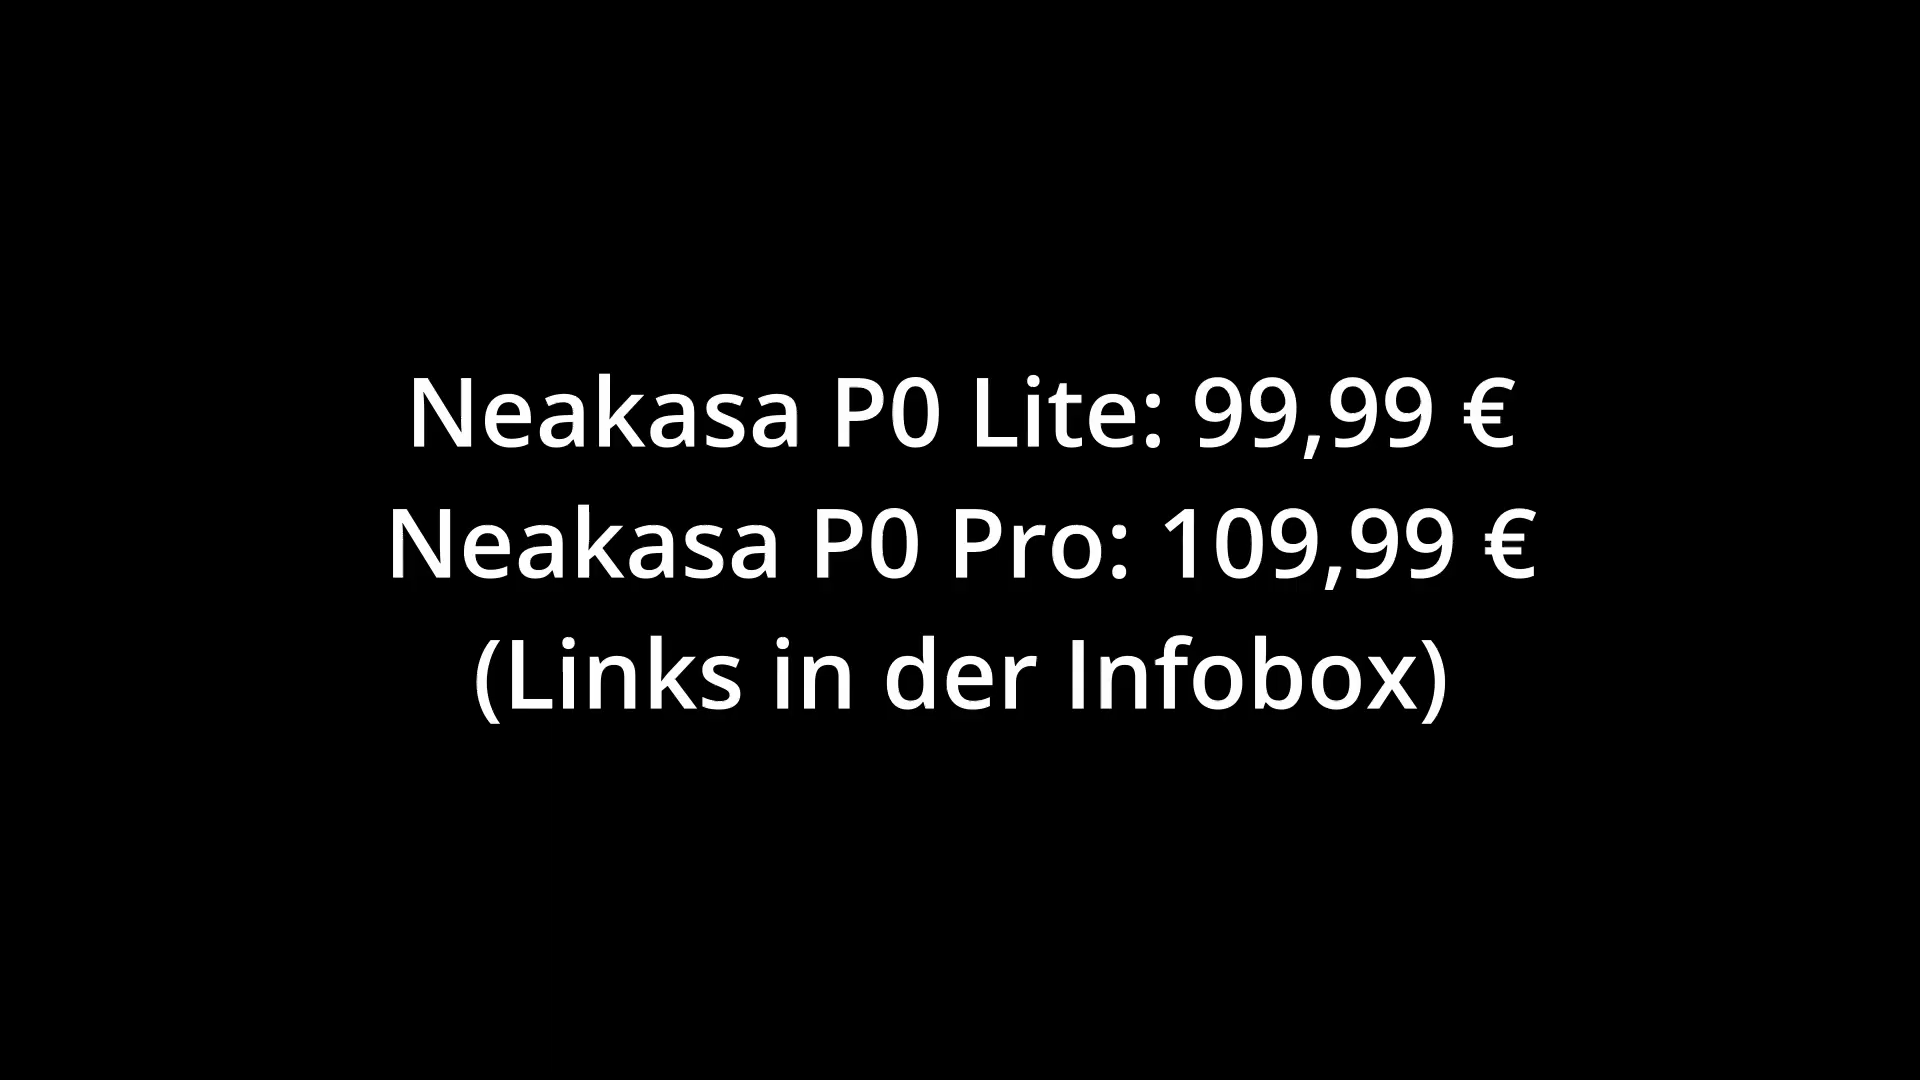 Neakasa P0 Lite: 99,99 €
Neakasa P0 Pro: 109,99 €
(Links in der Infobox)